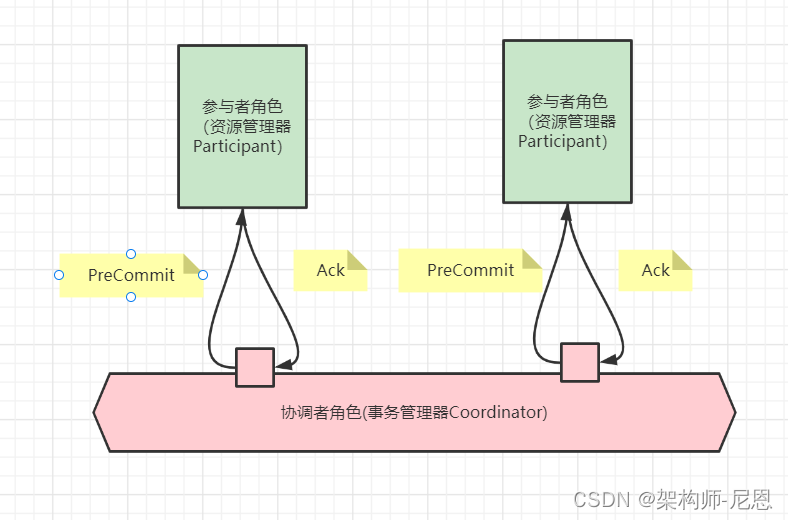 参与者角色
（资源管理器
Participant）
参与者角色
（资源管理器
Participant）
PreCommit
Ack
PreCommit
Ack
协调者角色(事务管理器Coordinator)
CSDN @架构师-尼恩